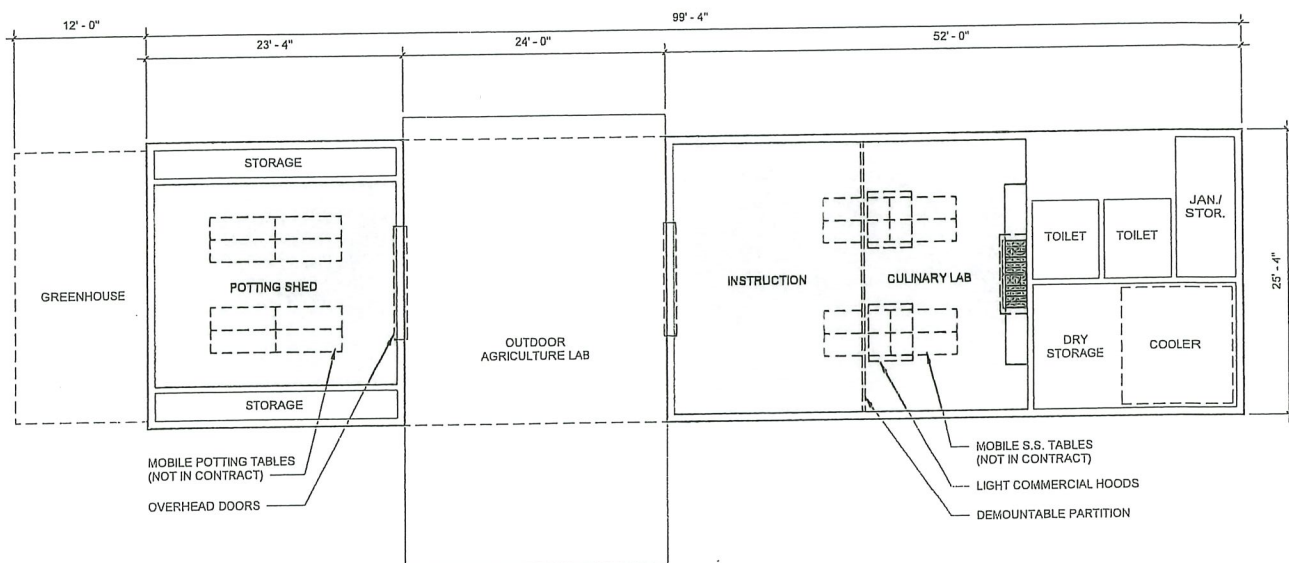 99' - 4"
12' - 0"
23' - 4"
24' - 0"
52' - 0"
STORAGE
JAN./
STOR.
TOILET
TOILET
GREENHOUSE
POTTING SHED
INSTRUCTION
CULINARY LAB
25' - 4"
OUTDOOR
AGRICULTURE LAB
DRY
STORAGE
COOLER
STORAGE
MOBILE POTTING TABLES
(NOT IN CONTRACT)
OVERHEAD DOORS
MOBILE S.S. TABLES
(NOT IN CONTRACT)
LIGHT COMMERCIAL HOODS
DEMOUNTABLE PARTITION